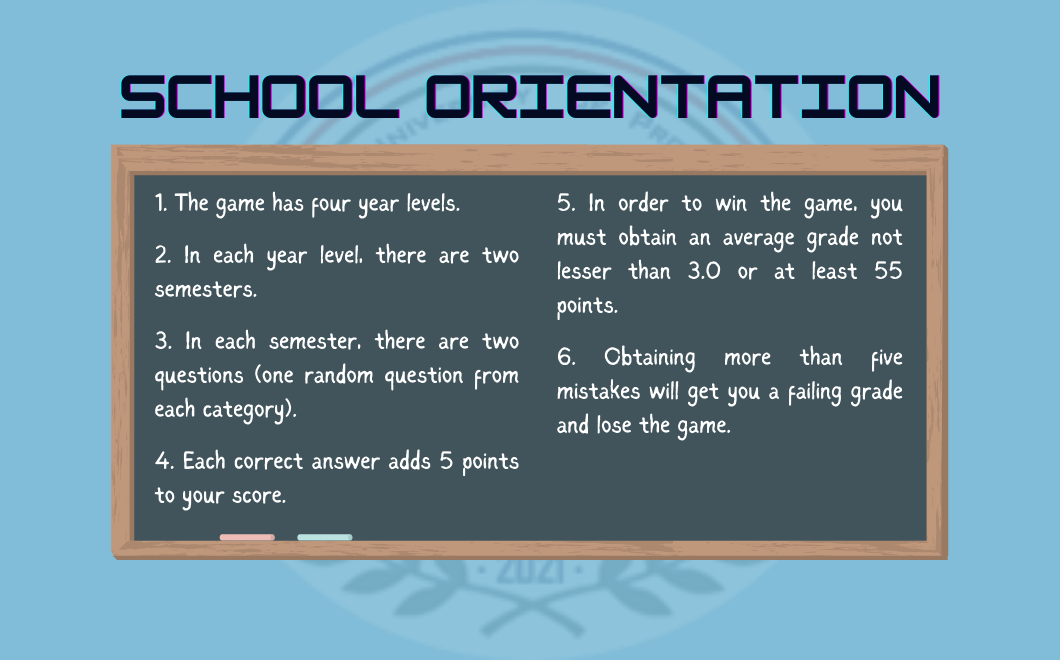 SCHOOL ORIENTATION
1. The game has four year levels.
2. In each year level, there are two
semesters.
3. In each semester, there are two
questions (one random question from
each category).
4. Each correct answer adds 5 points
to your score.
5. In order to win the game, you
must obtain an average grade not
lesser than 3.0 or at least 55
points.
6. Obtaining more than five
mistakes will get you a failing grade
and lose the game.
· 2021 ·